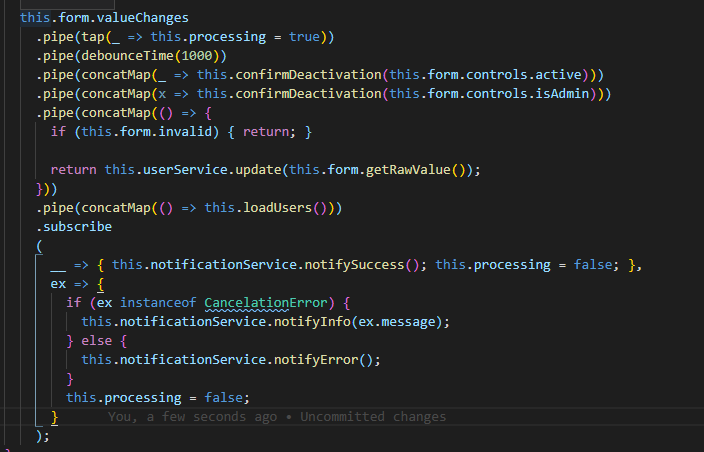 this.form.valueChanges
.pipe(tap(_ => this.processing = true))
.pipe(debounceTime(1000))
.pipe(concatMap(_ => this.confirmDeactivation(this.form.controls.active)))
.pipe(concatMap(x => this.confirmDeactivation(this.form.controls.isAdmin)))
.pipe(concatMap(() => {
if (this.form.invalid) { return; }
return this.userService.update(this.form.getRawValue());
}))
.pipe(concatMap(() => this.loadUsers()))
.subscribe
(
__ => { this.notificationService.notifySuccess(); this.processing = false; },
ex => {
if (ex instanceof CancelationError) {
this.notificationService.notifyInfo(ex.message);
} else {
this.notificationService.notifyError();
}
this.processing = false;
} You, a few seconds ago • Uncommitted changes
);